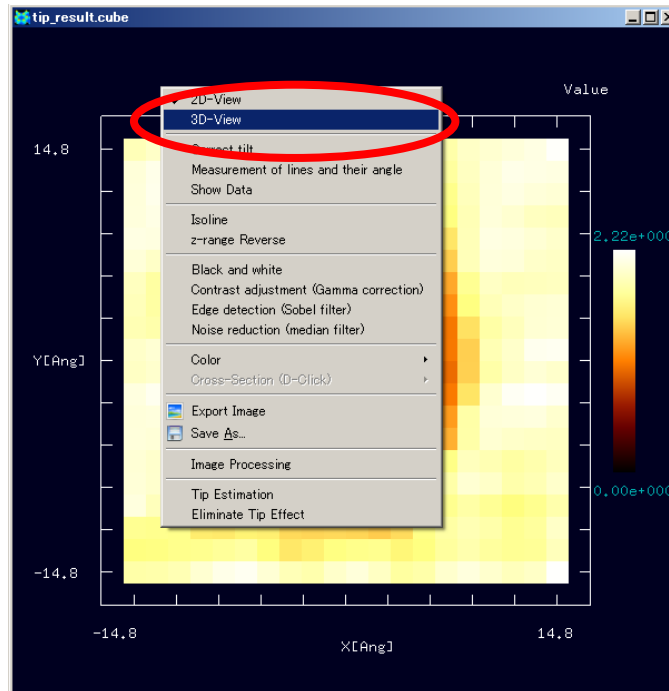 tip_result.cube
Value
2D-View
3D-View
14.8
Correct tilt
Measurement of lines and their angle
Show Data
Isoline
z-range Reverse
2.22e+000
Black and white
Contrast adjustment (Gamma correction)
Edge detection (Sobel filter)
Noise reduction (median filter)
Y[Ang]
Color
Cross-Section (D-Click)
Export Image
Save As...
Image Processing
0.00e+000
Tip Estimation
Eliminate Tip Effect
-14.8
-14.8
14.8
X[Ang]